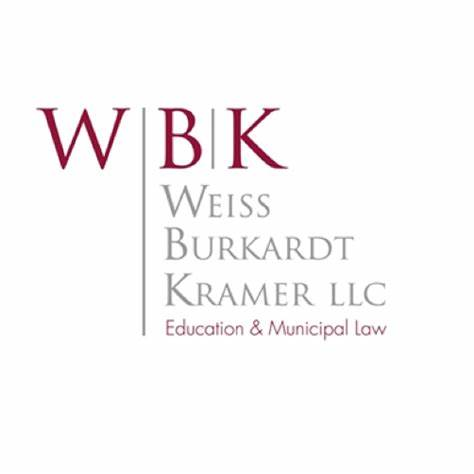 W|B|K
WEISS
BURKARDT
KRAMER LLC
Education & Municipal Law